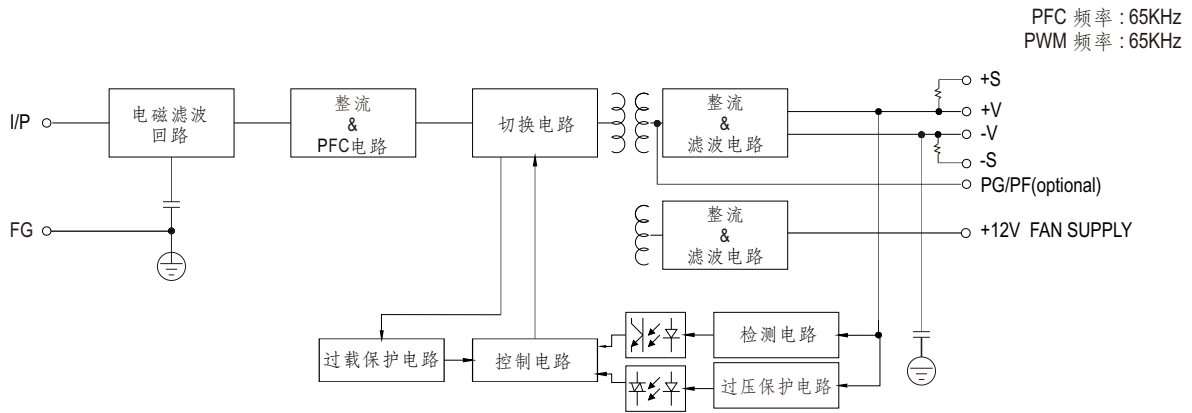 PFC 频率 : 65KHz
PWM 频率 : 65KHz
I/P
电磁滤波
回路
整流
&
PFC电路
切换电路
整流
&
滤波电路
+S
+V
-V
-S
PG/PF(optional)
FG
整流
&
滤波电路
+12V FAN SUPPLY
过载保护电路
控制电路
检测电路
过压保护电路